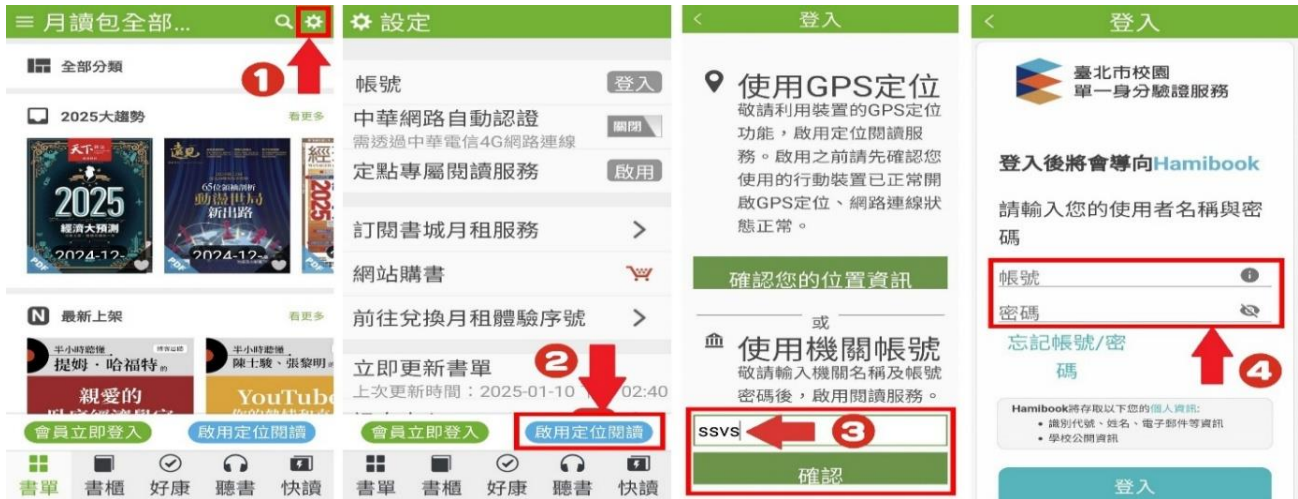 月讀包全部...
1
全部分類
2025大趨勢
看更多
天下
2025
經濟大預測
2024-12-
PDF
遠見
65位領袖剖析
動盪世局
新出路
2024-12-
PDF
經
2025
最新上架
看更多
半小時聽懂
提姆·哈福特。
親愛的
半小時聽懂
陳士駿、張黎明
YouTube
會員立即登入
啟用定位閱讀
書單
書櫃
好康
聽書
快讀
設定
帳號
登入
中華網路自動認證
關閉
需透過中華電信4G網路連線
定點專屬閱讀服務
啟用
訂閱書城月租服務
網站購書
前往兌換月租體驗序號
2
立即更新書單
上次更新時間：2025-01-10
02:40
會員立即登入
啟用定位閱讀
書單
書櫃
好康
聽書
快讀
登入
使用GPS定位
敬請利用裝置的GPS定位
功能，啟用定位閱讀服
務。啟用之前請先確認您
使用的行動裝置已正常開
啟GPS定位、網路連線狀
態正常。
確認您的位置資訊
或
使用機關帳號
敬請輸入機關名稱及帳號
密碼後，啟用閱讀服務。
ssvs
3
確認
登入
臺北市校園
單一身分驗證服務
登入後將會導向Hamibook
請輸入您的使用者名稱與密
碼
帳號
密碼
忘記帳號/密
碼
4
Hamibook將存取以下您的個人資訊:
• 識別代號、姓名、電子郵件等資訊
• 學校公開資訊
登入